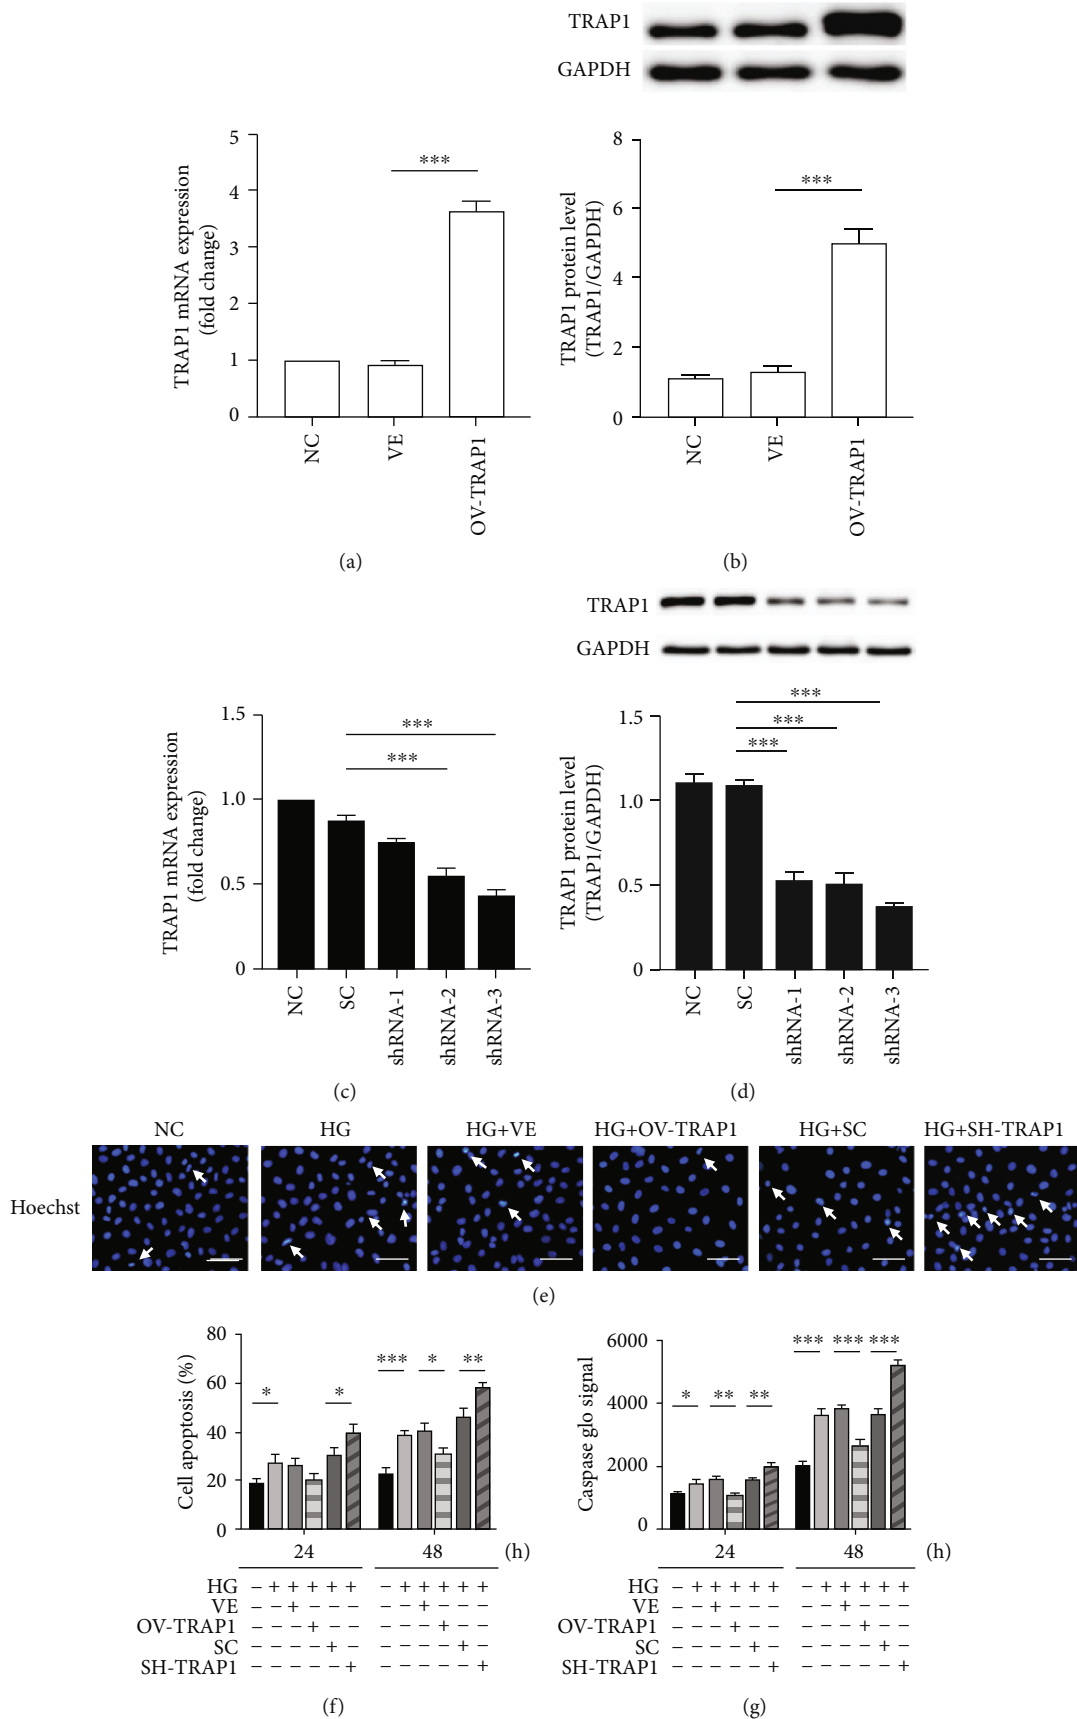 TRAP1
GAPDH
TRAP1 mRNA expression
(fold change)
5
4
3
2
1
0
***
NC
VE
OV-TRAP1
(a)
TRAP1 protein level
(TRAP1/GAPDH)
8
6
4
2
0
***
NC
VE
OV-TRAP1
(b)
TRAP1
GAPDH
TRAP1 mRNA expression
(fold change)
1.5
1.0
0.5
0
***
***
NC
SC
shRNA-1
shRNA-2
shRNA-3
(c)
TRAP1 protein level
(TRAP1/GAPDH)
1.5
1.0
0.5
0
***
***
***
NC
SC
shRNA-1
shRNA-2
shRNA-3
(d)
NC HG HG+VE HG+OV-TRAP1 HG+SC HG+SH-TRAP1
Hoechst
(e)
Cell apoptosis (%)
80
60
40
20
0
* * *** * **
24 48 (h)
HG – + + + + + – + + + + +
VE – – + – – – – – + – – –
OV-TRAP1 – – – + – – – – – + – –
SC – – – – + – – – – – + –
SH-TRAP1 – – – – – + – – – – – +
(f)
Caspase glo signal
6000
4000
2000
0
* ** ** *** *** ***
24 48 (h)
HG – + + + + + – + + + + +
VE – – + – – – – – + – – –
OV-TRAP1 – – – + – – – – – + – –
SC – – – – + – – – – – + –
SH-TRAP1 – – – – – + – – – – – +
(g)